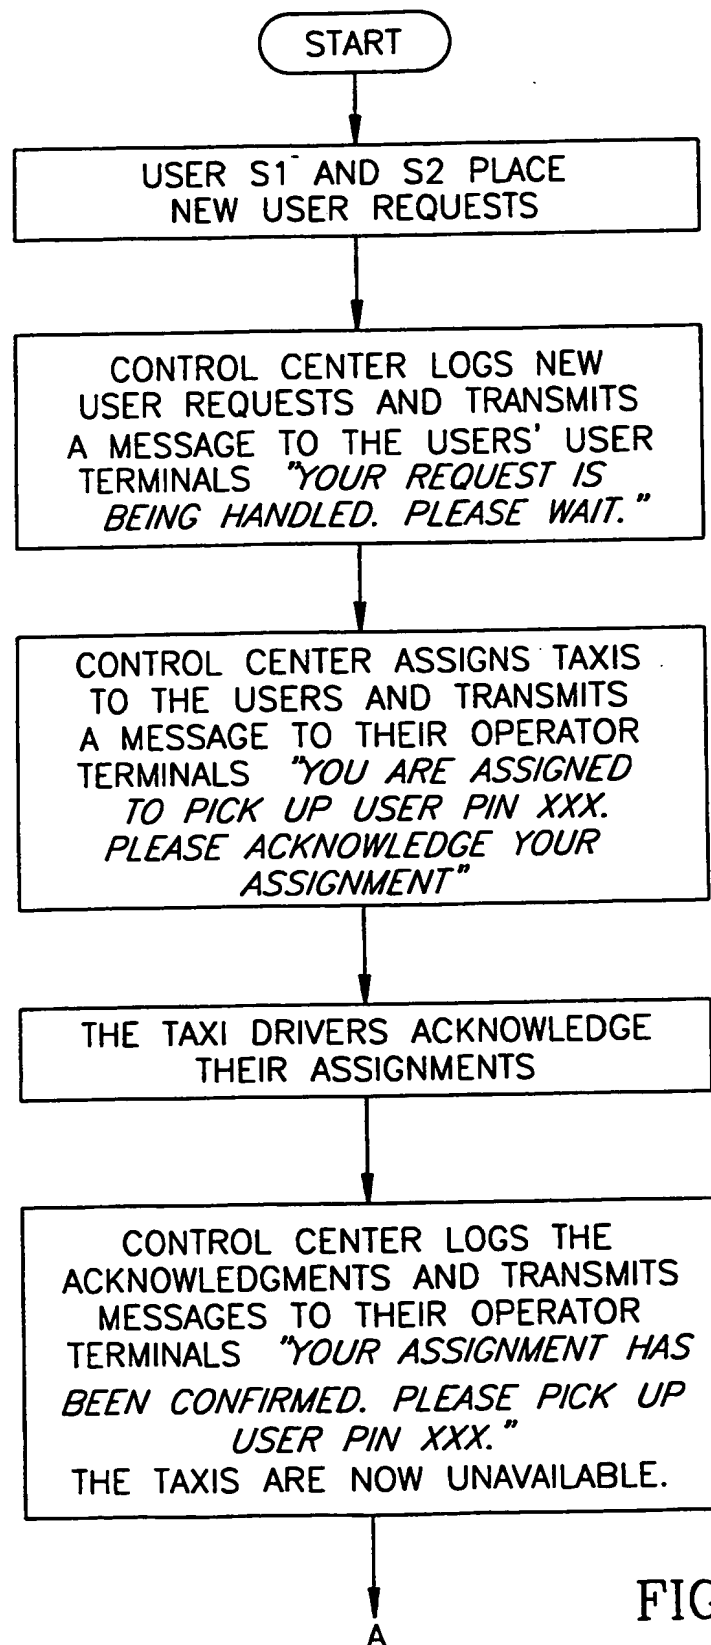 START
USER S1 AND S2 PLACE
NEW USER REQUESTS
CONTROL CENTER LOGS NEW
USER REQUESTS AND TRANSMITS
A MESSAGE TO THE USERS' USER
TERMINALS "YOUR REQUEST IS
BEING HANDLED. PLEASE WAIT."
CONTROL CENTER ASSIGNS TAXIS
TO THE USERS AND TRANSMITS
A MESSAGE TO THEIR OPERATOR
TERMINALS "YOU ARE ASSIGNED
TO PICK UP USER PIN XXX.
PLEASE ACKNOWLEDGE YOUR
ASSIGNMENT"
THE TAXI DRIVERS ACKNOWLEDGE
THEIR ASSIGNMENTS
CONTROL CENTER LOGS THE
ACKNOWLEDGMENTS AND TRANSMITS
MESSAGES TO THEIR OPERATOR
TERMINALS "YOUR ASSIGNMENT HAS
BEEN CONFIRMED. PLEASE PICK UP
USER PIN XXX."
THE TAXIS ARE NOW UNAVAILABLE.
FIG
A